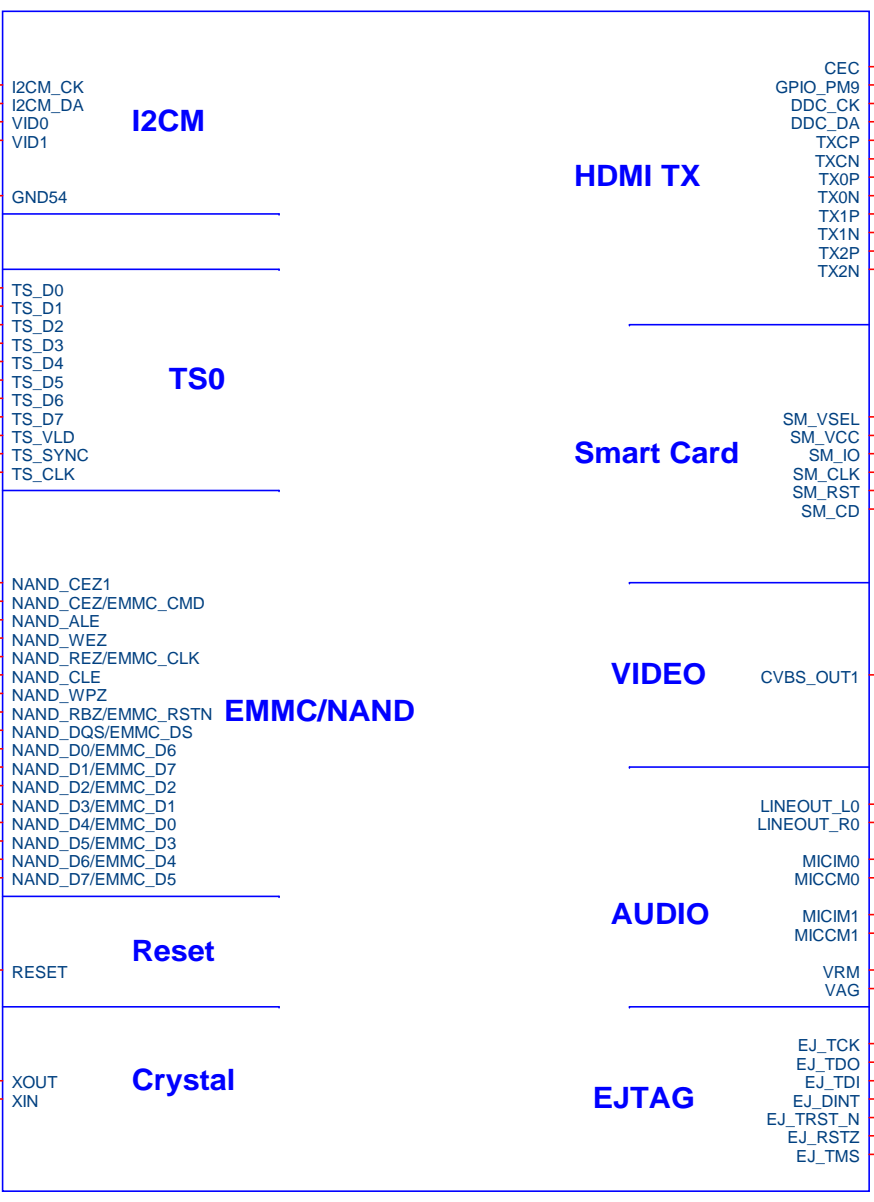 I2CM_CK
I2CM_DA
VID0
VID1
GND54
I2CM
TS_D0
TS_D1
TS_D2
TS_D3
TS_D4
TS_D5
TS_D6
TS_D7
TS_VLD
TS_SYNC
TS_CLK
TS0
NAND_CEZ1
NAND_CEZ/EMMC_CMD
NAND_ALE
NAND_WEZ
NAND_REZ/EMMC_CLK
NAND_CLE
NAND_WPZ
NAND_RBZ/EMMC_RSTN
NAND_DQS/EMMC_DS
NAND_D0/EMMC_D6
NAND_D1/EMMC_D7
NAND_D2/EMMC_D2
NAND_D3/EMMC_D1
NAND_D4/EMMC_D0
NAND_D5/EMMC_D3
NAND_D6/EMMC_D4
NAND_D7/EMMC_D5
EMMC/NAND
Reset
RESET
Crystal
XOUT
XIN
HDMI TX
CEC
GPIO_PM9
DDC_CK
DDC_DA
TXCP
TXCN
TX0P
TX0N
TX1P
TX1N
TX2P
TX2N
Smart Card
SM_VSEL
SM_VCC
SM_IO
SM_CLK
SM_RST
SM_CD
VIDEO
CVBS_OUT1
AUDIO
LINEOUT_L0
LINEOUT_R0
MICIM0
MICCM0
MICIM1
MICCM1
VRM
VAG
EJTAG
EJ_TCK
EJ_TDO
EJ_TDI
EJ_DINT
EJ_TRST_N
EJ_RSTZ
EJ_TMS